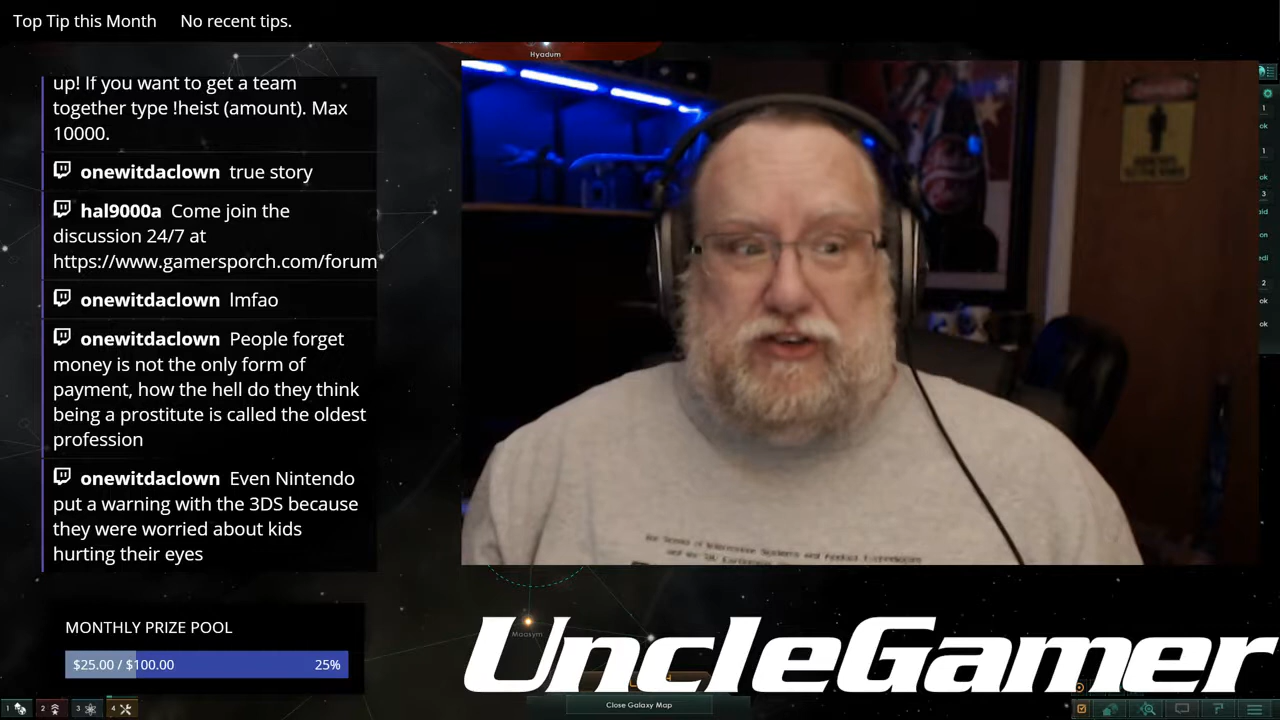 Top Tip this Month No recent tips.
Hyadum
up! If you want to get a team
together type !heist (amount). Max
10000.
onewitdaclown true story
hal9000a Come join the
discussion 24/7 at
https://www.gamersporch.com/forum
onewitdaclown lmfao
onewitdaclown People forget
money is not the only form of
payment, how the hell do they think
being a prostitute is called the oldest
profession
onewitdaclown Even Nintendo
put a warning with the 3DS because
they were worried about kids
hurting their eyes
MONTHLY PRIZE POOL
$25.00 / $100.00 25%
UncleGamer
Close Galaxy Map
1 2 3 4